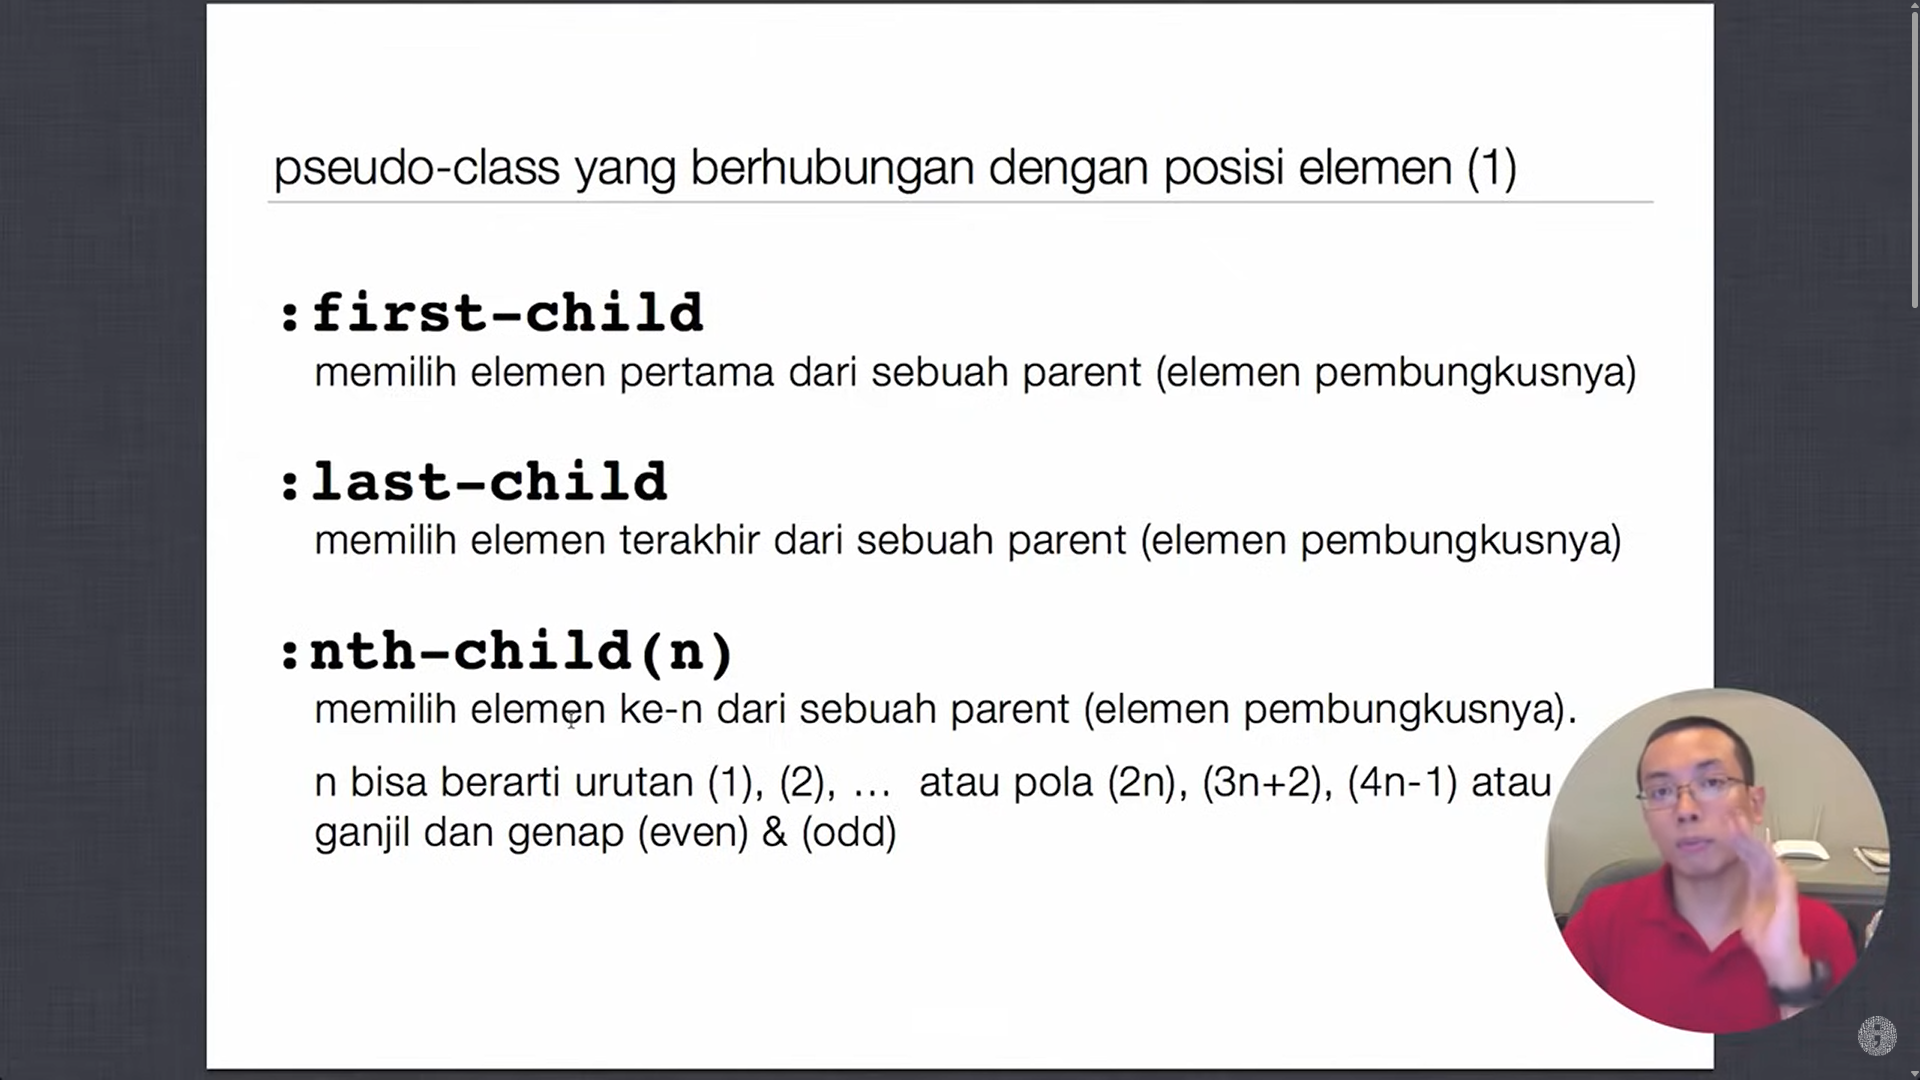 pseudo-class yang berhubungan dengan posisi elemen (1)
:first-child
memilih elemen pertama dari sebuah parent (elemen pembungkusnya)
:last-child
memilih elemen terakhir dari sebuah parent (elemen pembungkusnya)
:nth-child(n)
memilih elemen ke-n dari sebuah parent (elemen pembungkusnya).
n bisa berarti urutan (1), (2), ... atau pola (2n), (3n+2), (4n-1) atau
ganjil dan genap (even) & (odd)